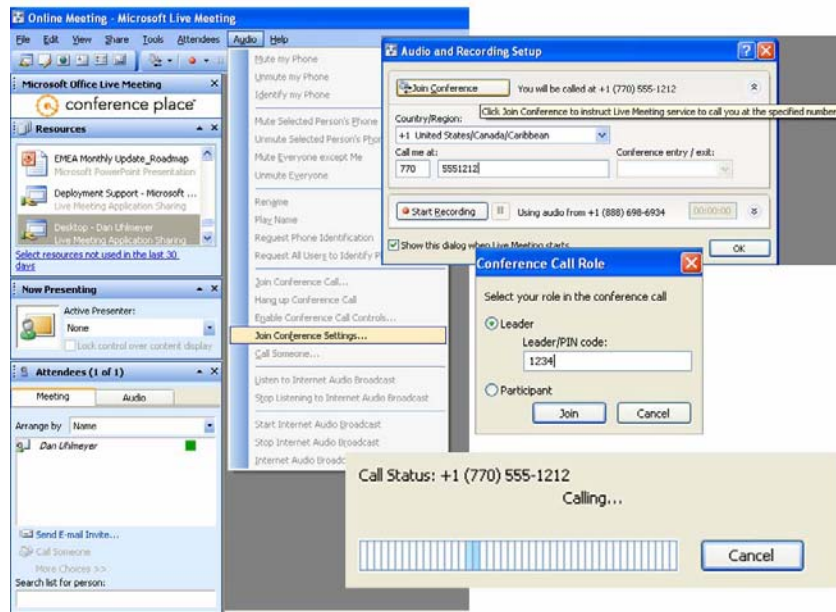 Online Meeting - Microsoft Live Meeting
File Edit View Share Tools Attendees Audio Help
Microsoft Office Live Meeting
conference place
Resources
EMEA Monthly Update_Roadmap
Microsoft PowerPoint Presentation
Deployment Support - Microsoft ...
Live Meeting Application Sharing
Desktop - Dan Uhlmeyer
Live Meeting Application Sharing
Select resources not used in the last 30
days
Now Presenting
Active Presenter:
None
Lock control over content display
Attendees (1 of 1)
Meeting Audio
Arrange by Name
Dan Uhlmeyer
Send E-mail Invite...
Call Someone
More Choices >>
Search list for person:
Mute my Phone
Unmute my Phone
Identify my Phone
Mute Selected Person's Phone
Unmute Selected Person's
Mute Everyone except Me
Unmute Everyone
Rename
Play Name
Request Phone Identification
Request All Users to Identify
Join Conference Call...
Hang up Conference Call
Enable Conference Call Controls...
Join Conference Settings...
Call Someone...
Listen to Internet Audio Broadcast
Stop Listening to Internet Audio Broadcast
Start Internet Audio Broadcast
Stop Internet Audio Broadcast
Internet Audio
Audio and Recording Setup
Join Conference You will be called at +1 (770) 555-1212
Click Join Conference to instruct Live Meeting service to call you at the specified number
Country/Region:
+1 United States/Canada/Caribbean
Call me at: Conference entry / exit:
770 5551212
Start Recording Using audio from +1 (888) 698-6934 00:00:00
Show this dialog when Live Meeting starts
OK
Conference Call Role
Select your role in the conference call
Leader
Leader/PIN code:
1234
Participant
Join Cancel
Call Status: +1 (770) 555-1212
Calling...
Cancel